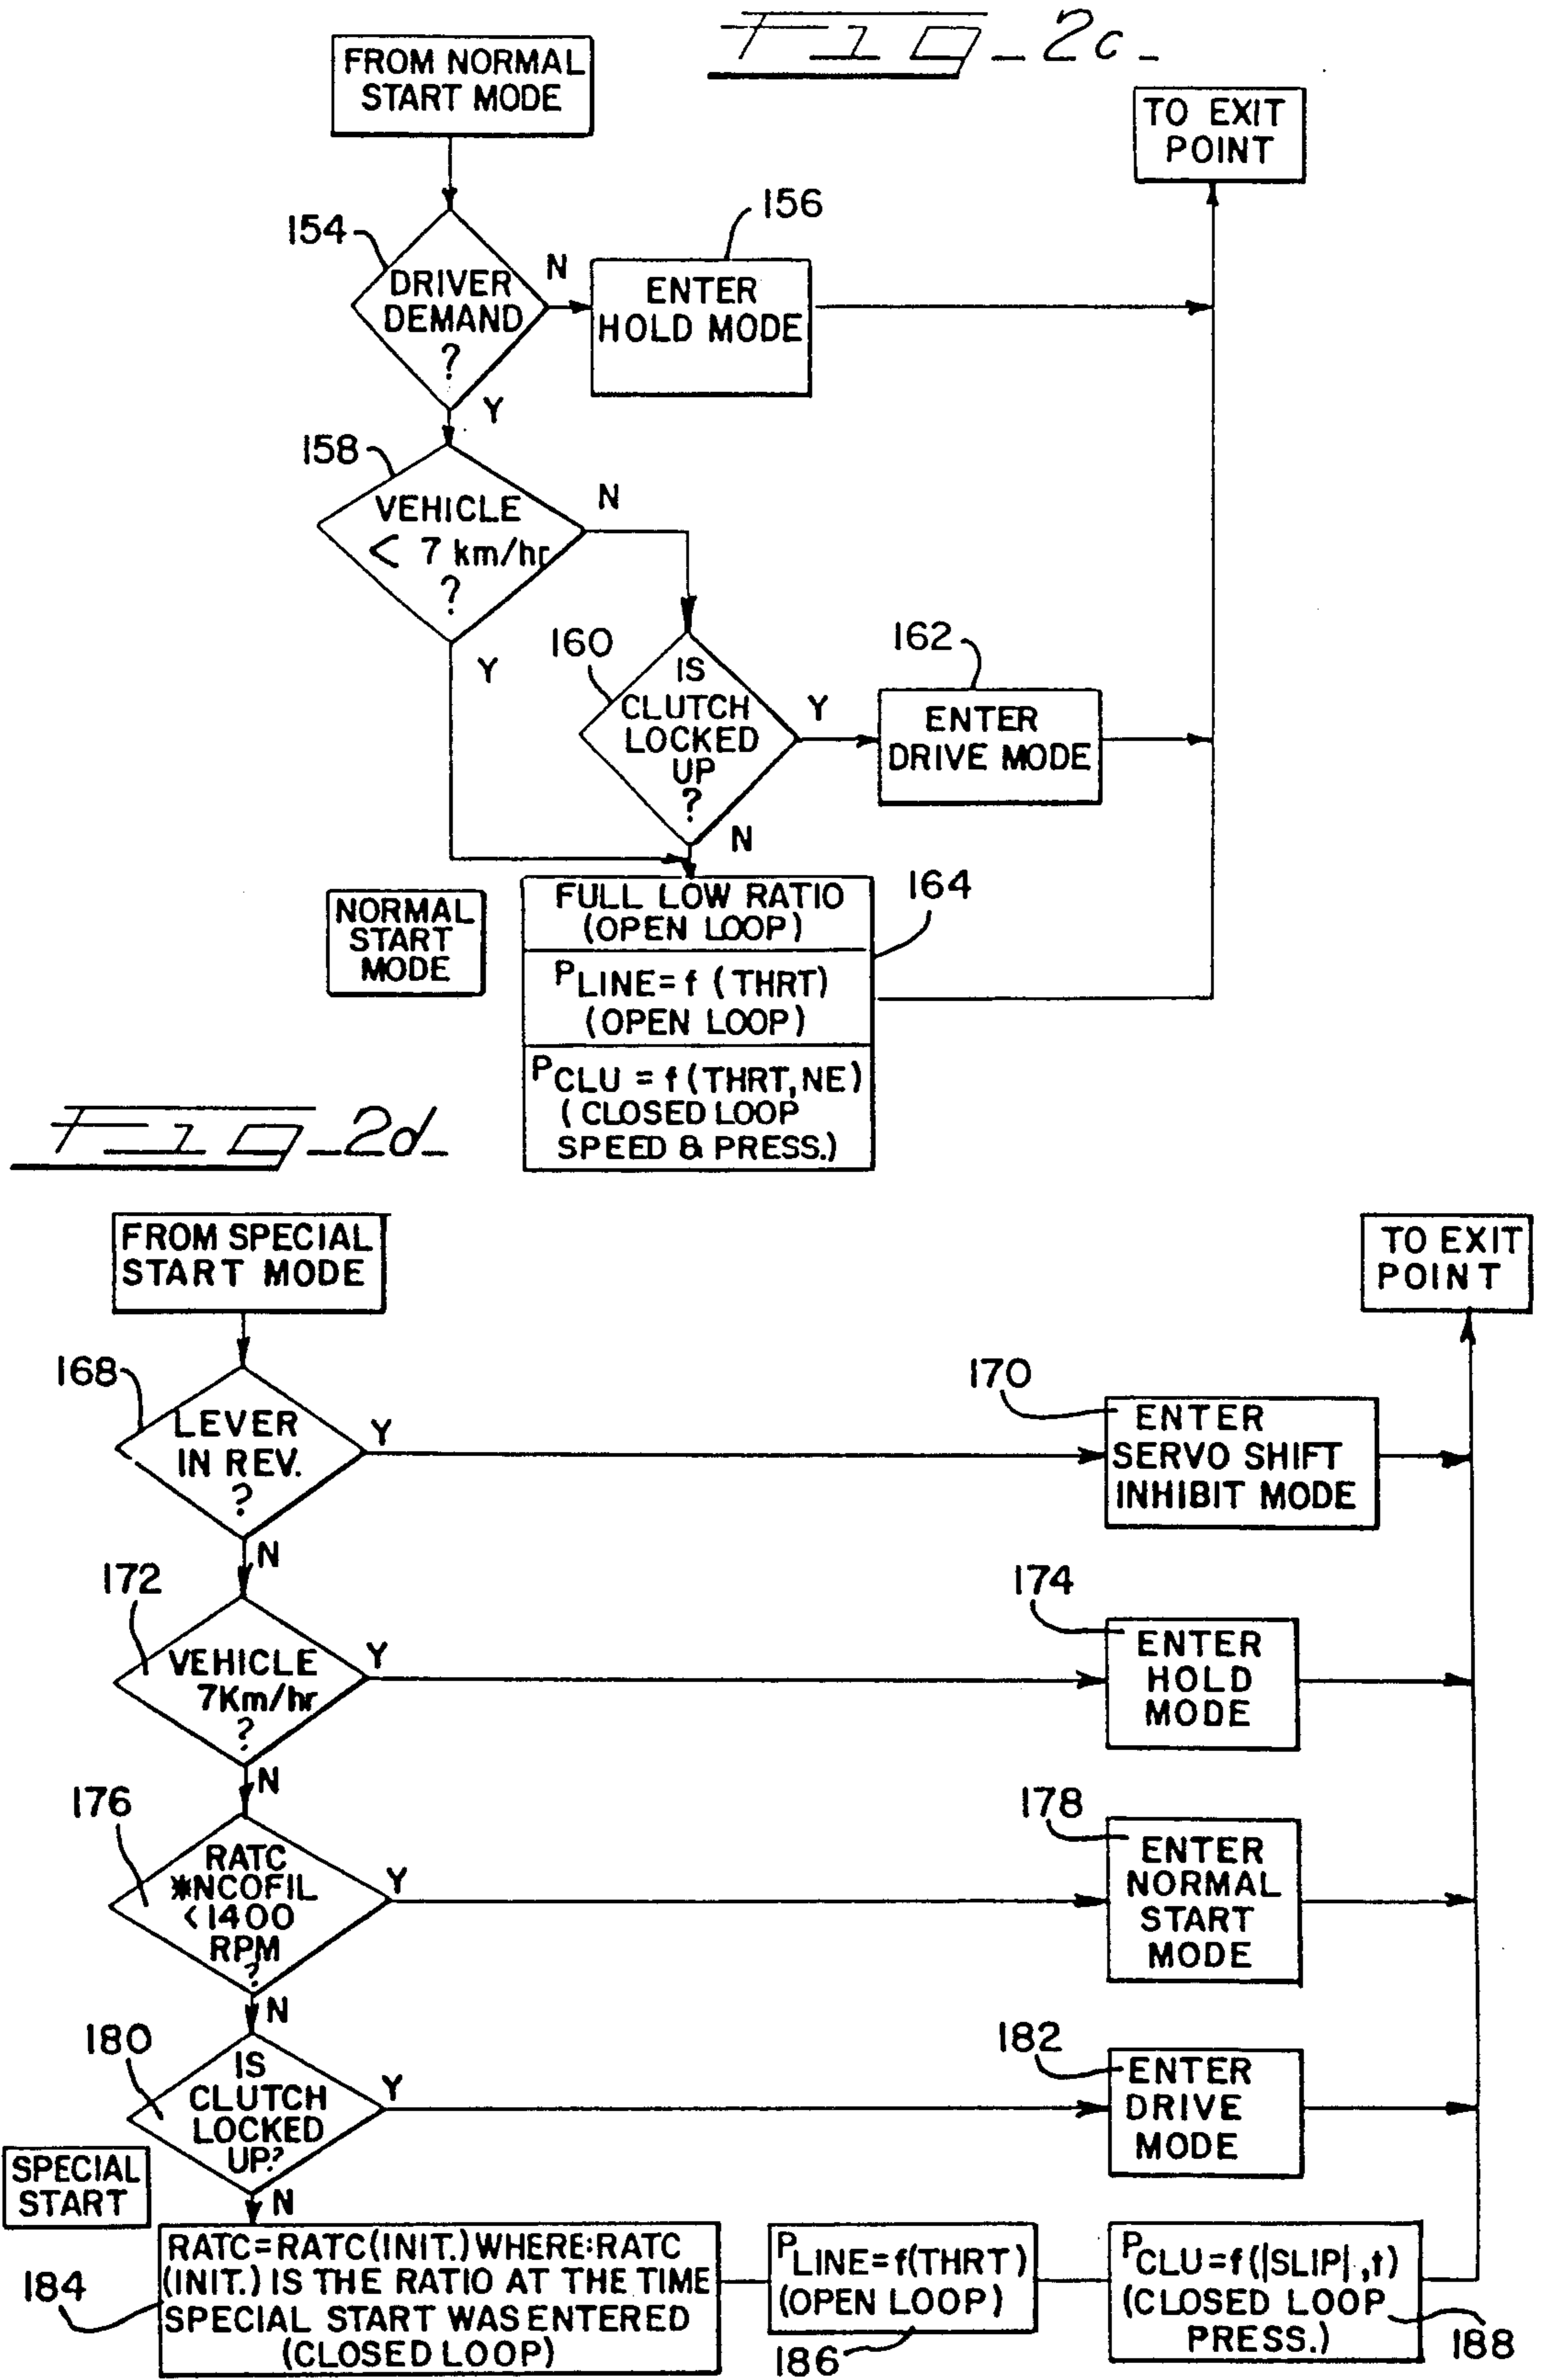 Fig_2c_
FROM NORMAL
START MODE
TO EXIT
POINT
154
DRIVER
DEMAND
?
N
Y
156
ENTER
HOLD MODE
158
VEHICLE
< 7 km/hr
?
N
Y
160
IS
CLUTCH
LOCKED
UP
?
Y
N
162
ENTER
DRIVE MODE
NORMAL
START
MODE
FULL LOW RATIO
(OPEN LOOP)
PLINE= f (THRT)
(OPEN LOOP)
PCLU = f (THRT, NE)
(CLOSED LOOP
SPEED & PRESS.)
164
Fig_2d_
FROM SPECIAL
START MODE
TO EXIT
POINT
168
LEVER
IN REV.
?
Y
N
170
ENTER
SERVO SHIFT
INHIBIT MODE
172
VEHICLE
7Km/hr
?
Y
N
174
ENTER
HOLD
MODE
176
RATC
*NCOFIL
<1400
RPM
?
Y
N
178
ENTER
NORMAL
START
MODE
180
IS
CLUTCH
LOCKED
UP?
Y
N
182
ENTER
DRIVE
MODE
SPECIAL
START
184
RATC=RATC(INIT.) WHERE:RATC
(INIT.) IS THE RATIO AT THE TIME
SPECIAL START WAS ENTERED
(CLOSED LOOP)
PLINE=f(THRT)
(OPEN LOOP)
186
PCLU=f(|SLIP|,t)
(CLOSED LOOP
PRESS.)
188